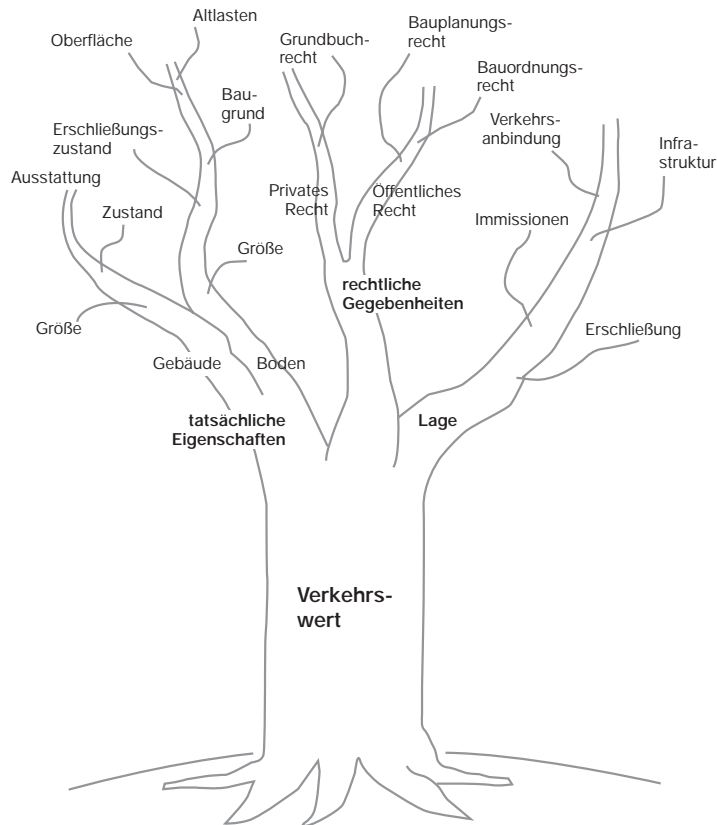 Altlasten
Oberfläche
Grundbuch-
recht
Bauplanungs-
recht
Bau-
grund
Bauordnungs-
recht
Erschließungs-
zustand
Verkehrs-
anbindung
Infra-
struktur
Ausstattung
Zustand
Privates
Recht
Öffentliches
Recht
Immissionen
Größe
rechtliche
Gegebenheiten
Größe
Erschließung
Gebäude
Boden
tatsächliche
Eigenschaften
Lage
Verkehrs-
wert